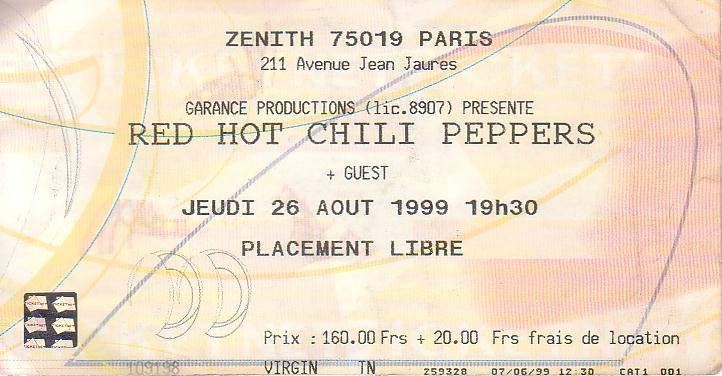 ZENITH 75019 PARIS
211 Avenue Jean Jaures
GARANCE PRODUCTIONS (lic.8907) PRESENTE
RED HOT CHILI PEPPERS
+ GUEST
JEUDI 26 AOUT 1999 19h30
PLACEMENT LIBRE
Prix : 160.00 Frs + 20.00 Frs frais de location
109198 VIRGIN TN 259328 07/06/99 12:30 CAT1 001